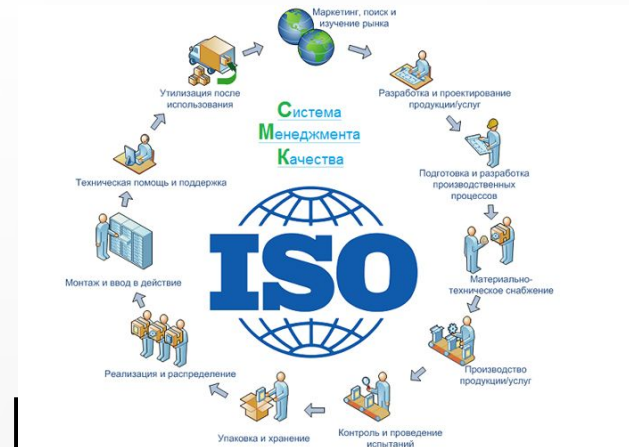 Маркетинг, поиск и
изучение рынка
Разработка и проектирование
продукции/услуг
Подготовка и разработка
производственных
процессов
Материально-
техническое снабжение
Производство
продукции/услуг
Контроль и проведение
испытаний
Упаковка и хранение
Реализация и распределение
Монтаж и ввод в действие
Техническая помощь и поддержка
Утилизация после
использования
Система
Менеджмента
Качества
ISO